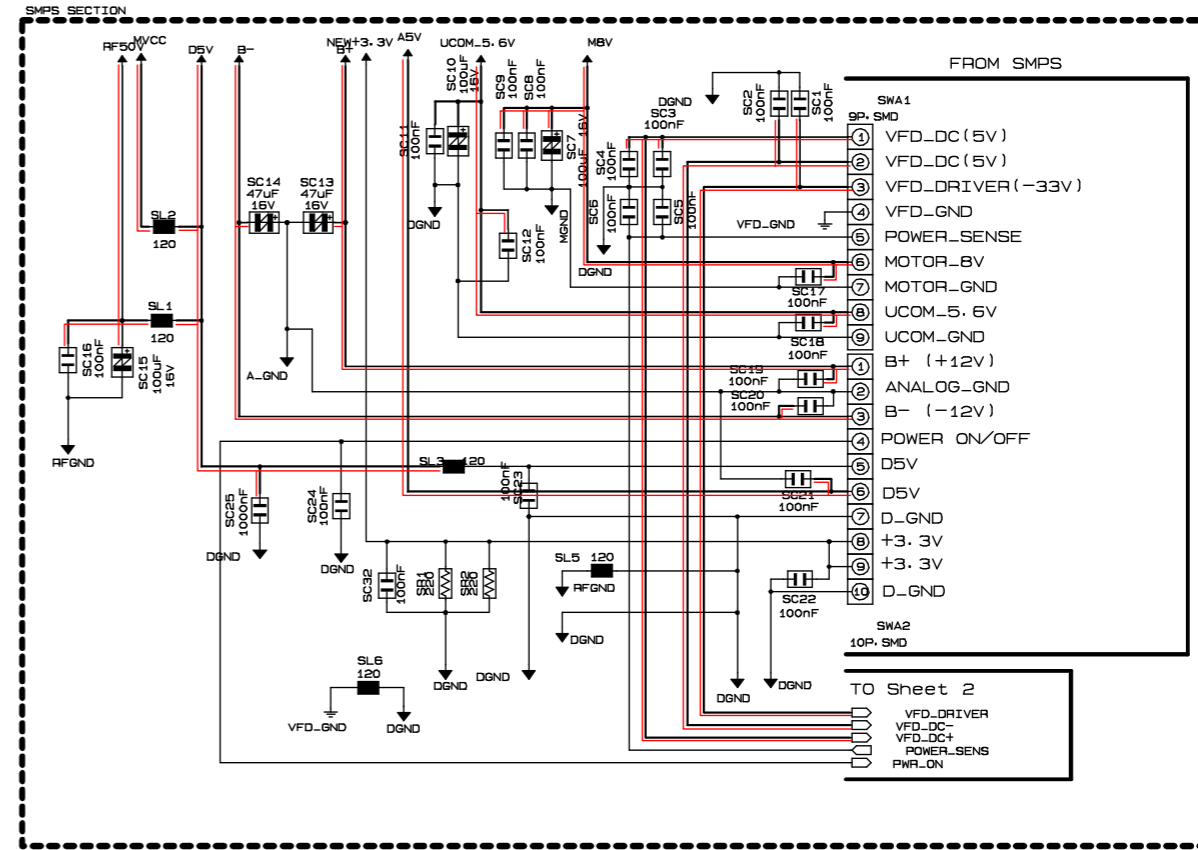 SMPS SECTION
RF50V
MVCC
D5V
B-
NEW+3.3V
B+
A5V
UCOM_5.6V
M8V
FROM SMPS
SC11
100nF
SC10
100uF
16V
SC9
100nF
SC8
100nF
SC7
100uF
16V
DGND
SC3
100nF
SC2
100nF
SC1
100nF
SWA1
9P.SMD
1 VFD_DC(5V)
2 VFD_DC(5V)
3 VFD_DRIVER(-33V)
4 VFD_GND
5 POWER_SENSE
6 MOTOR_8V
7 MOTOR_GND
8 UCOM_5.6V
9 UCOM_GND
1 B+ (+12V)
2 ANALOG_GND
3 B- (-12V)
4 POWER ON/OFF
5 D5V
6 D5V
7 D_GND
8 +3.3V
9 +3.3V
10 D_GND
SWA2
10P.SMD
SC4
100nF
SC6
100nF
SC5
100nF
VFD_GND
SC14
47uF
16V
SC13
47uF
16V
SL2
120
DGND
SC12
100nF
MGND
DGND
SC17
100nF
SC18
100nF
SL1
120
SC16
100nF
SC15
100uF
16V
A_GND
SC19
100nF
SC20
100nF
RFGND
SL3 120
SC23
100nF
SC21
100nF
SC25
1000nF
SC24
100nF
DGND
DGND
SC32
100nF
SR1
220
SR2
220
SL5 120
RFGND
SC22
100nF
DGND
SL6
120
VFD_GND
DGND
DGND
DGND
DGND
DGND
TO Sheet 2
VFD_DRIVER
VFD_DC-
VFD_DC+
POWER_SENS
PWR_ON